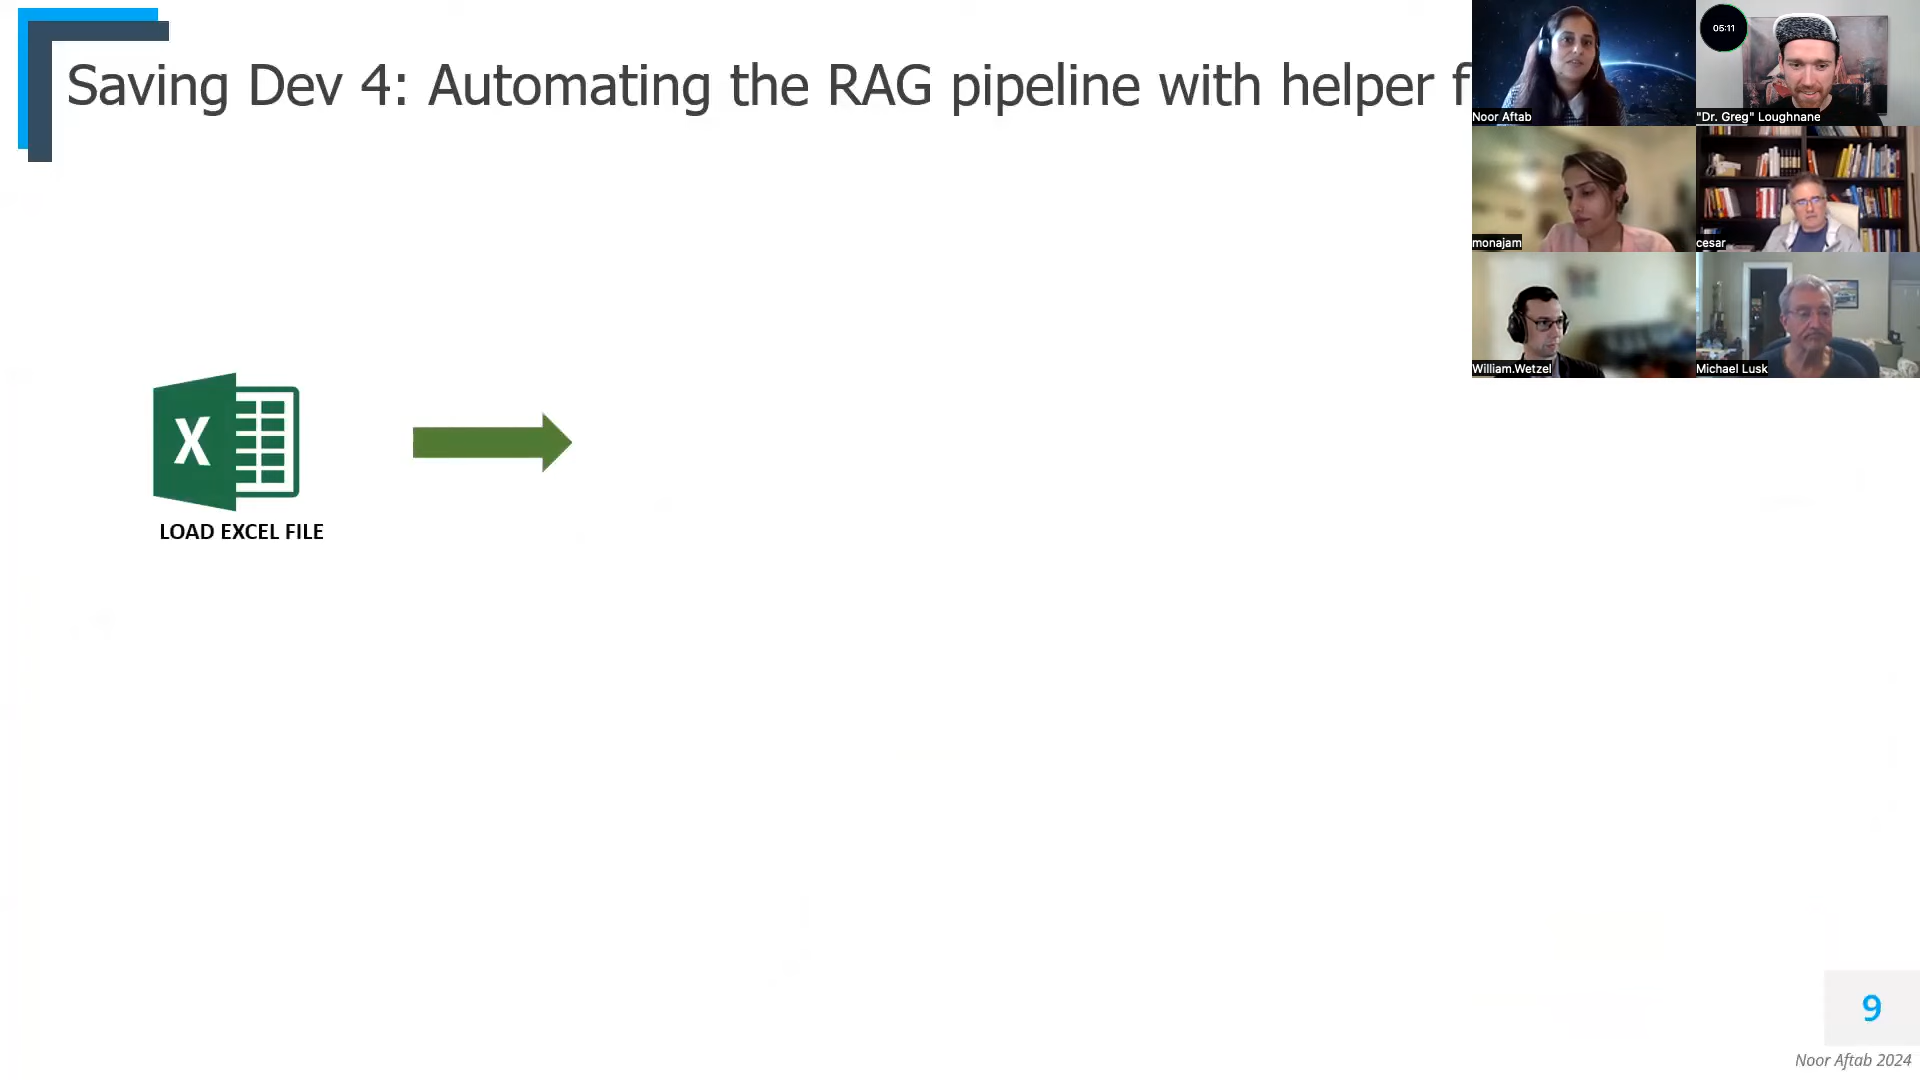 Saving Dev 4: Automating the RAG pipeline with helper f
Noor Aftab
05:11
"Dr. Greg" Loughnane
monajam
cesar
William.Wetzel
Michael Lusk
X
LOAD EXCEL FILE
9
Noor Aftab 2024